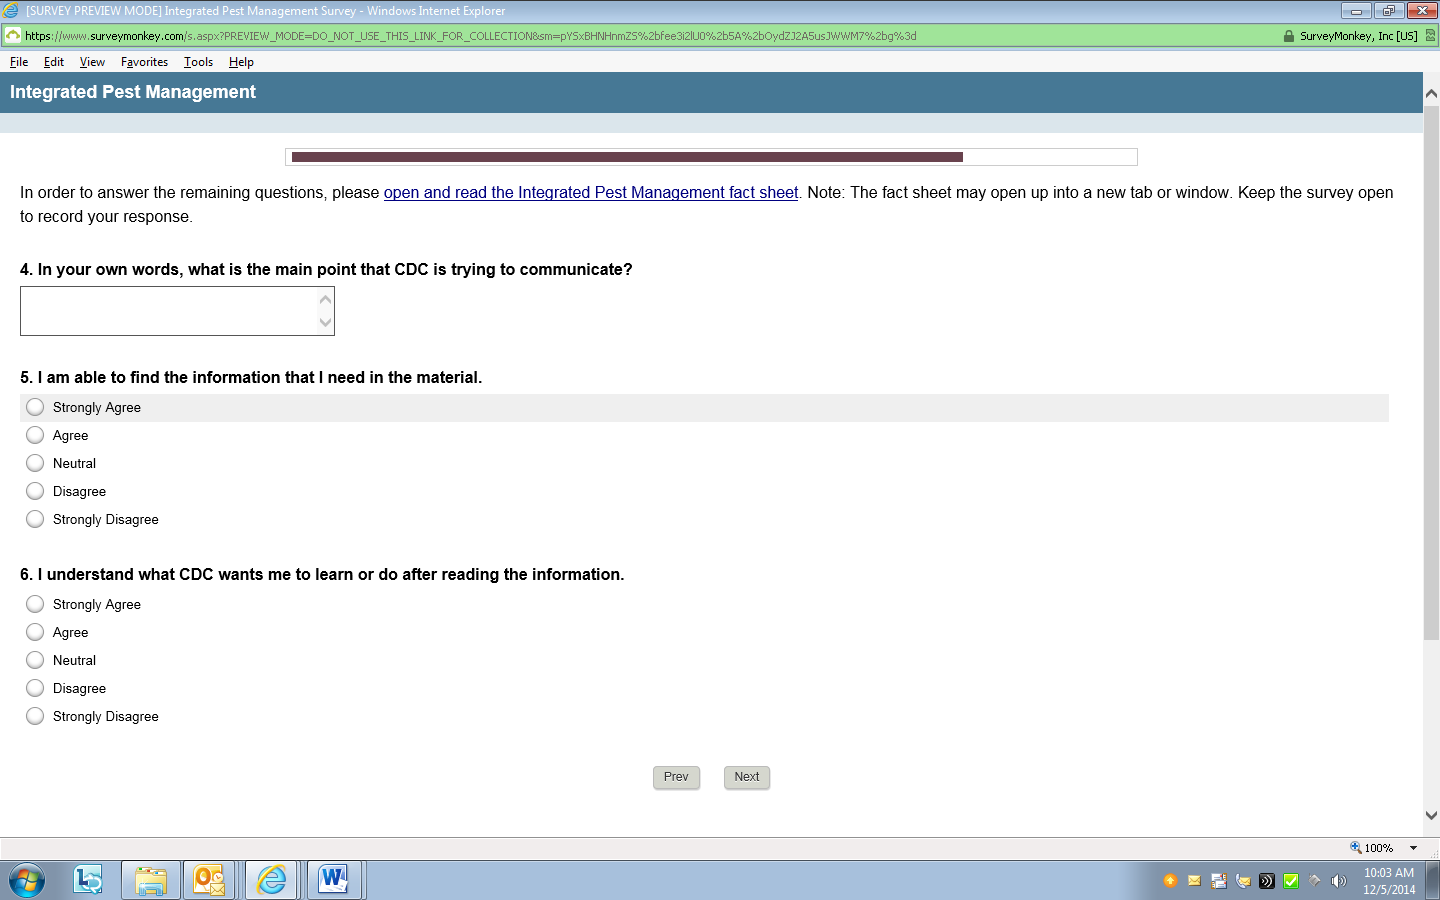 [SURVEY PREVIEW MODE] Integrated Pest Management Survey - Windows Internet Explorer
https://www.surveymonkey.com/s.aspx?PREVIEW_MODE=DO_NOT_USE_THIS_LINK_FOR_COLLECTION&sm=pYSxBHNHnmZS%2bfee3i2lU0%2b5A%2bOydZJ2A5usJWWM7%2bg%3d
SurveyMonkey, Inc [US]
File Edit View Favorites Tools Help
Integrated Pest Management
In order to answer the remaining questions, please open and read the Integrated Pest Management fact sheet. Note: The fact sheet may open up into a new tab or window. Keep the survey open
to record your response.
4. In your own words, what is the main point that CDC is trying to communicate?
5. I am able to find the information that I need in the material.
Strongly Agree
Agree
Neutral
Disagree
Strongly Disagree
6. I understand what CDC wants me to learn or do after reading the information.
Strongly Agree
Agree
Neutral
Disagree
Strongly Disagree
Prev Next
100%
10:03 AM
12/5/2014